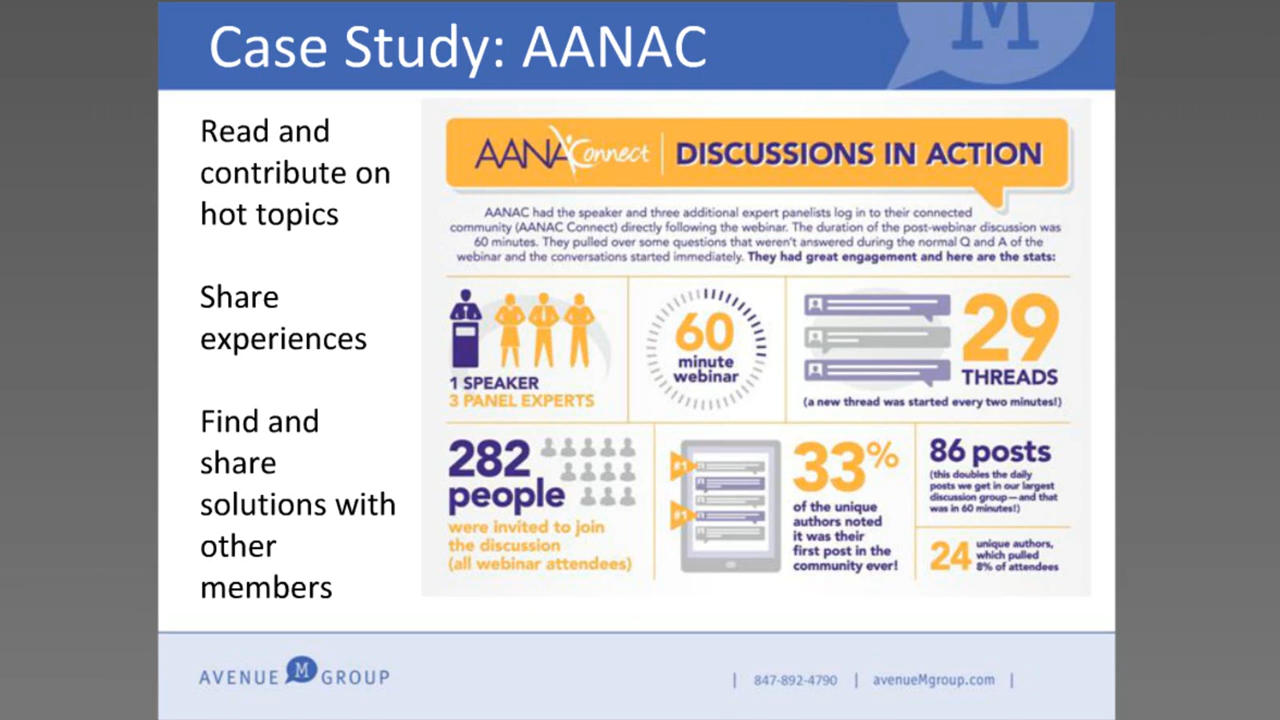 M
Case Study: AANAC
Read and
contribute on
hot topics
Share
experiences
Find and
share
solutions with
other
members
AANAConnect
DISCUSSIONS IN ACTION
AANAC had the speaker and three additional expert panelists log in to their connected
community (AANAC Connect) directly following the webinar. The duration of the post-webinar discussion was
60 minutes. They pulled over some questions that weren't answered during the normal Q and A of the
webinar and the conversations started immediately. They had great engagement and here are the stats:
1 SPEAKER
3 PANEL EXPERTS
60
minute
webinar
29
THREADS
(a new thread was started every two minutes!)
282
people
were invited to join
the discussion
(all webinar attendees)
#1
#1
33%
of the unique
authors noted
it was their
first post in the
community ever!
86 posts
(this doubles the daily
posts we get in our largest
discussion group—and that
was in 60 minutes!)
24
unique authors,
which pulled
8% of attendees
AVENUE M GROUP
| 847-892-4790 | avenueMgroup.com |